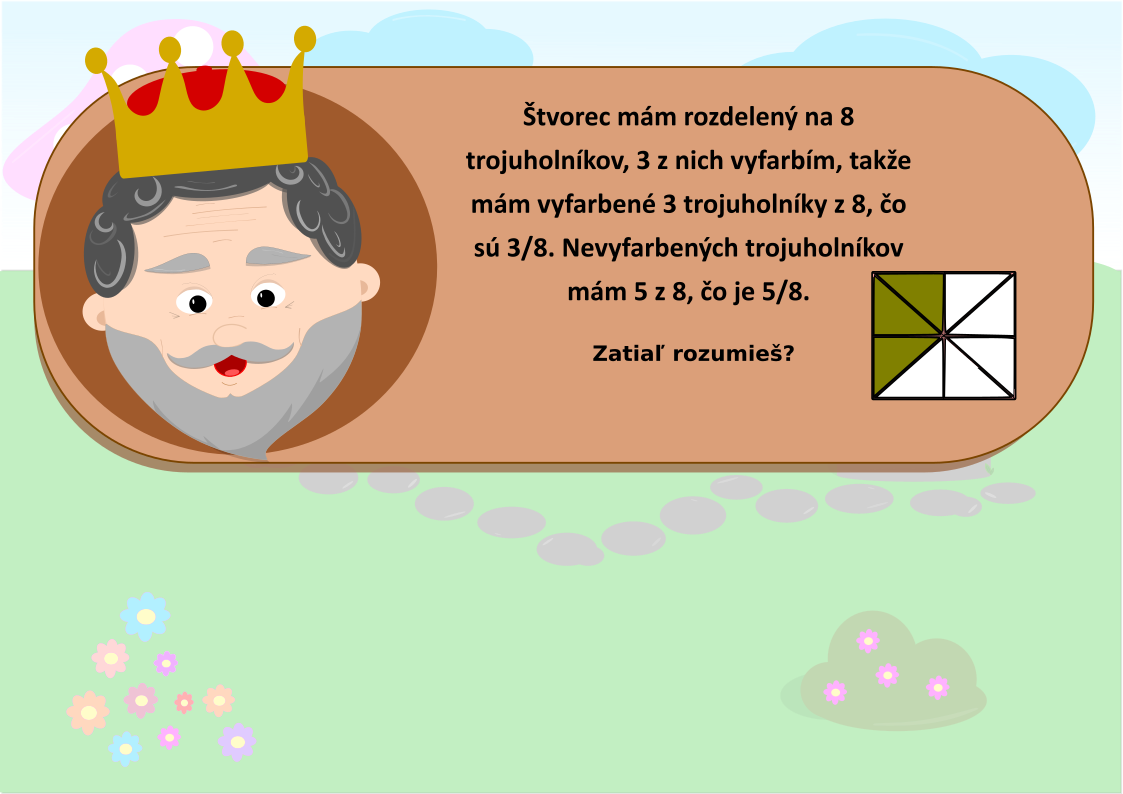 Štvorec mám rozdelený na 8
trojuholníkov, 3 z nich vyfarbím, takže
mám vyfarbené 3 trojuholníky z 8, čo
sú 3/8. Nevyfarbených trojuholníkov
mám 5 z 8, čo je 5/8.
Zatiaľ rozumieš?